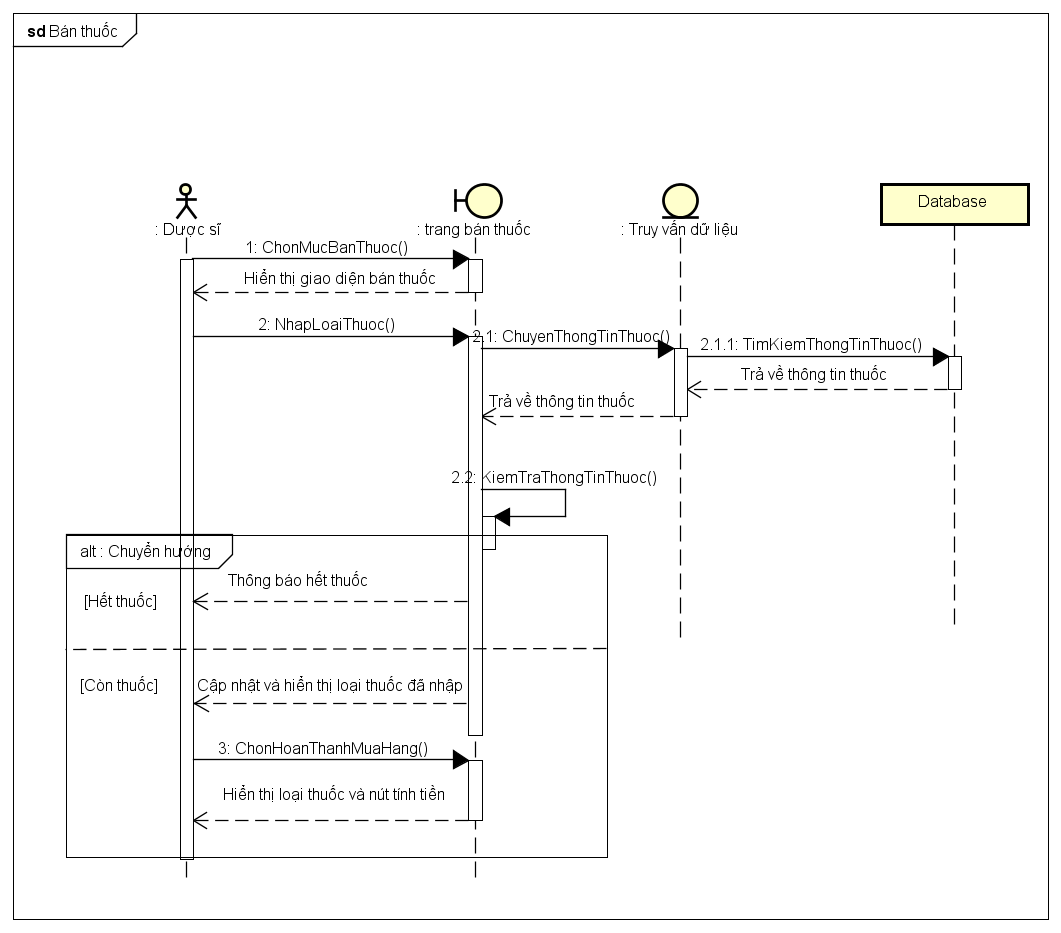 sd Bán thuốc
: Dược sĩ
: trang bán thuốc
: Truy vấn dữ liệu
Database
1: ChonMucBanThuoc()
Hiển thị giao diện bán thuốc
2: NhapLoaiThuoc()
2.1: ChuyenThongTinThuoc()
2.1.1: TimKiemThongTinThuoc()
Trả về thông tin thuốc
Trả về thông tin thuốc
2.2: KiemTraThongTinThuoc()
alt : Chuyển hướng
Thông báo hết thuốc
[Hết thuốc]
[Còn thuốc]
Cập nhật và hiển thị loại thuốc đã nhập
3: ChonHoanThanhMuaHang()
Hiển thị loại thuốc và nút tính tiền